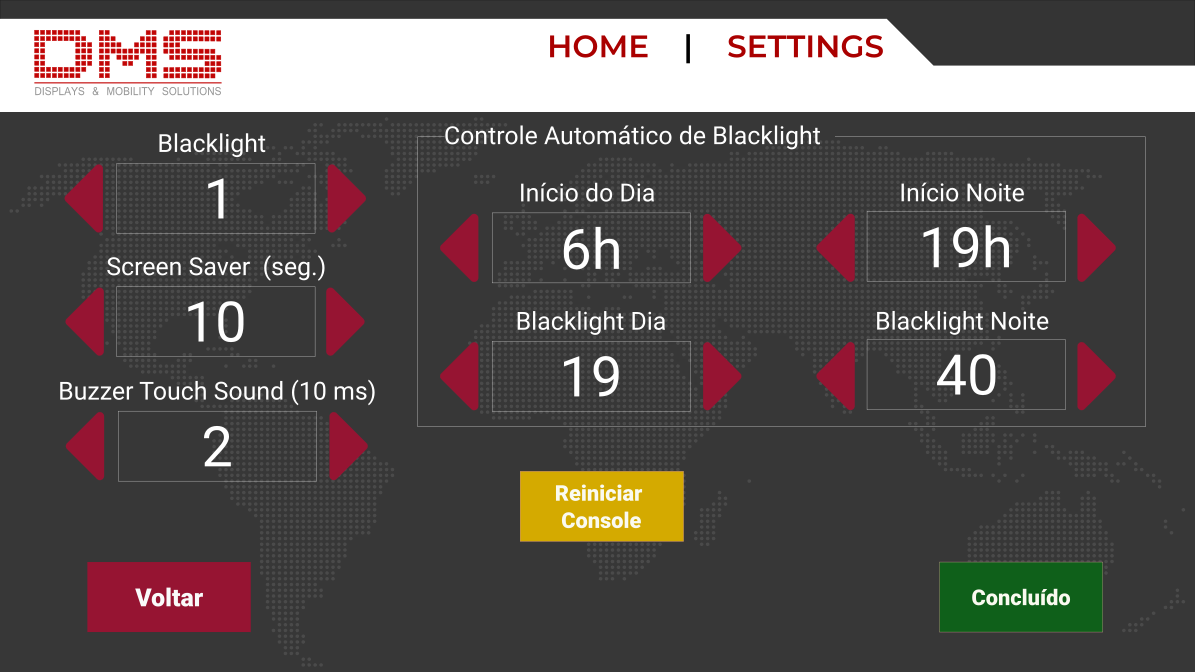 DMS
DISPLAYS & MOBILITY SOLUTIONS
HOME | SETTINGS
Blacklight
1
Screen Saver (seg.)
10
Buzzer Touch Sound (10 ms)
2
Controle Automático de Blacklight
Início do Dia
6h
Início Noite
19h
Blacklight Dia
19
Blacklight Noite
40
Reiniciar
Console
Voltar
Concluído